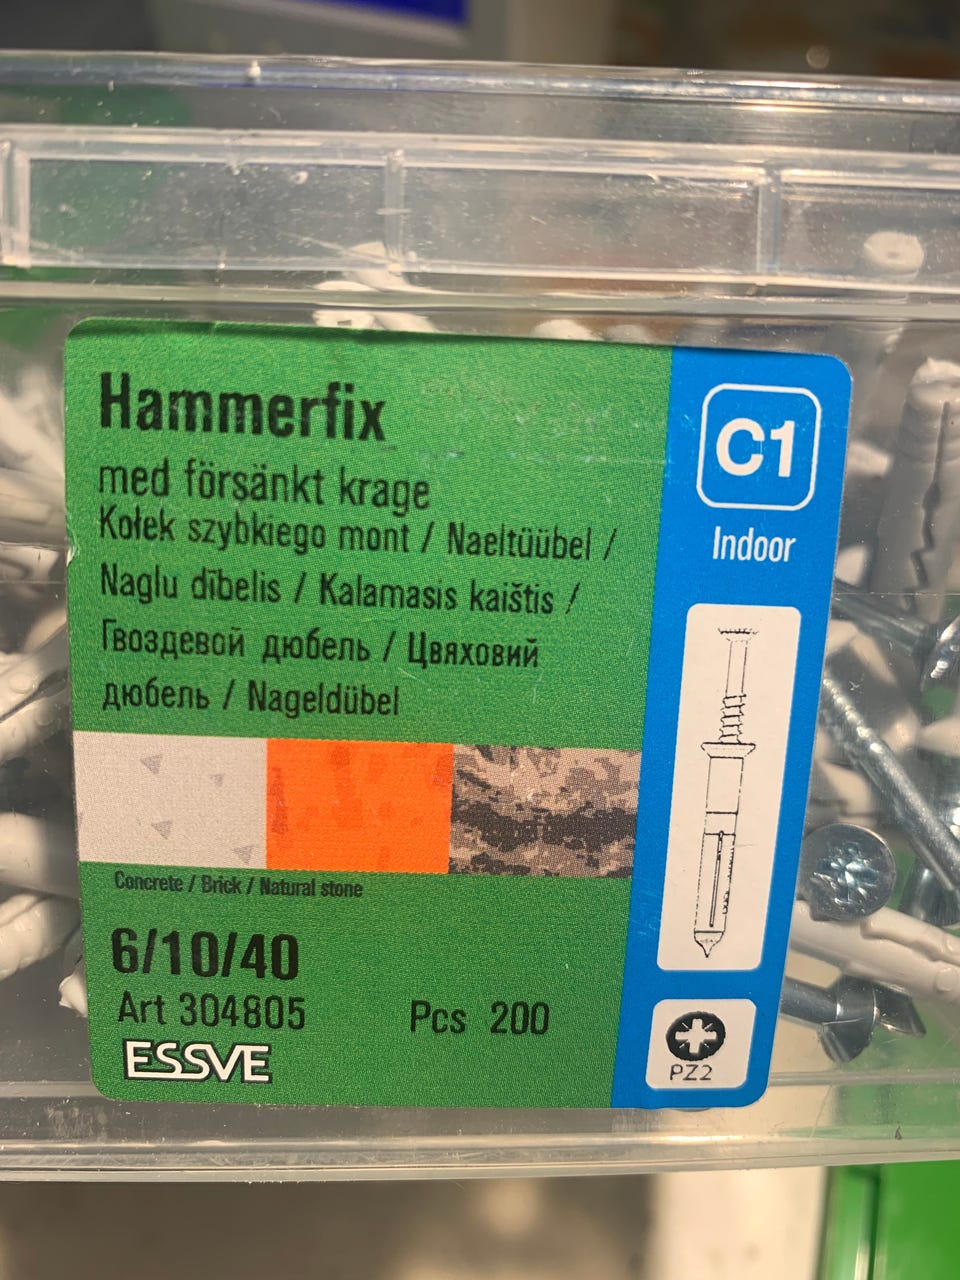 Hammerfix
med försänkt krage
Kołek szybkiego mont / Naeltüübel /
Naglu dībelis / Kalamasis kaištis /
Гвоздевой дюбель / Цвяховий
дюбель / Nageldübel
Concrete / Brick / Natural stone
6/10/40
Art 304805 Pcs 200
ESSVE
C1
Indoor
PZ2